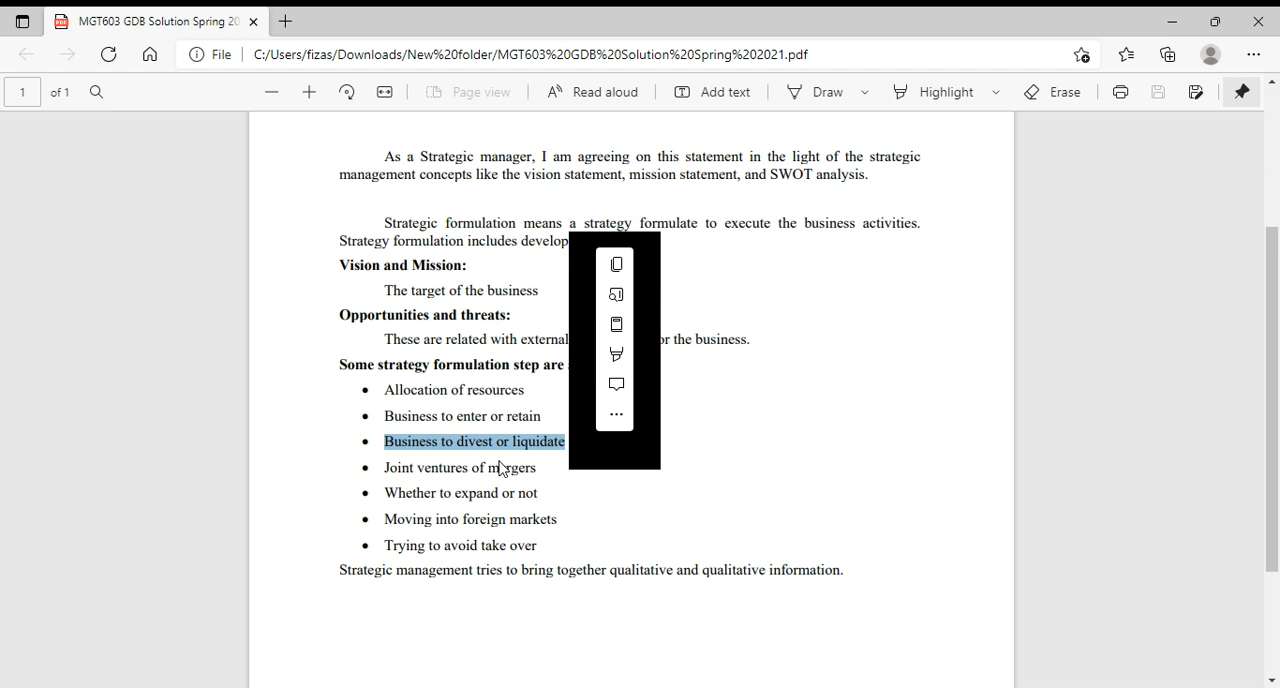 MGT603 GDB Solution Spring 20
File
C:/Users/fizas/Downloads/New%20folder/MGT603%20GDB%20Solution%20Spring%202021.pdf
1 of 1
Page view
Read aloud
Add text
Draw
Highlight
Erase
As a Strategic manager, I am agreeing on this statement in the light of the strategic
management concepts like the vision statement, mission statement, and SWOT analysis.
Strategic formulation means a strategy formulate to execute the business activities.
Strategy formulation includes develop
Vision and Mission:
The target of the business
Opportunities and threats:
These are related with external or the business.
Some strategy formulation step are
• Allocation of resources
• Business to enter or retain
• Business to divest or liquidate
• Joint ventures of mergers
• Whether to expand or not
• Moving into foreign markets
• Trying to avoid take over
Strategic management tries to bring together qualitative and qualitative information.